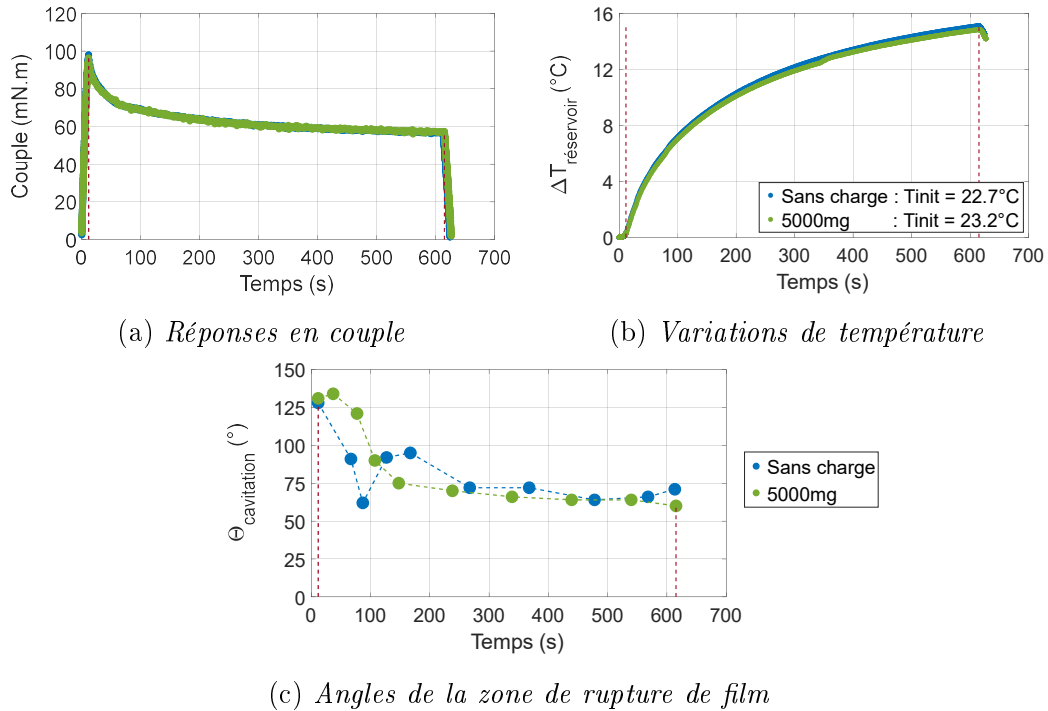 120
100
80
60
40
20
0
Couple (mN.m)
0 100 200 300 400 500 600 700
Temps (s)
(a) Réponses en couple
16
12
8
4
0
ΔT réservoir (°C)
Sans charge : Tinit = 22.7°C
5000mg : Tinit = 23.2°C
0 100 200 300 400 500 600 700
Temps (s)
(b) Variations de température
150
125
100
75
50
25
0
Θ cavitation (°)
Sans charge
5000mg
0 100 200 300 400 500 600 700
Temps (s)
(c) Angles de la zone de rupture de film